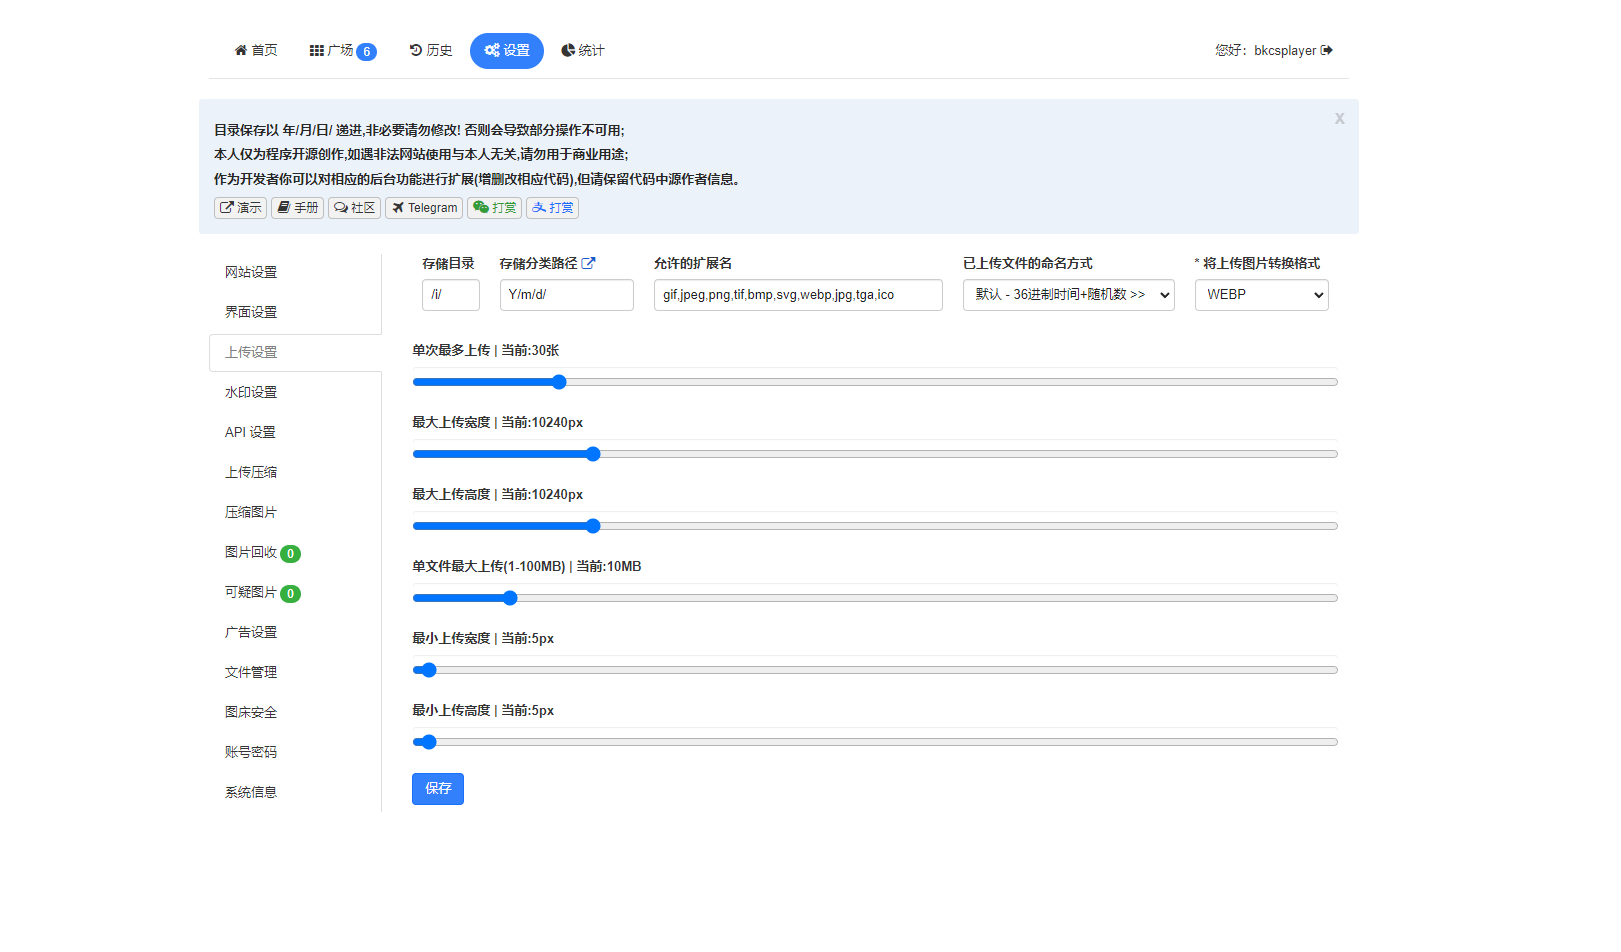 首页 广场 6 历史 设置 统计 您好：bkcsplayer
x
目录保存以 年/月/日/ 递进,非必要请勿修改! 否则会导致部分操作不可用;
本人仅为程序开源创作,如遇非法网站使用与本人无关,请勿用于商业用途;
作为开发者你可以对相应的后台功能进行扩展(增删改相应代码),但请保留代码中源作者信息。
演示 手册 社区 Telegram 打赏 打赏
网站设置
界面设置
上传设置
水印设置
API 设置
上传压缩
压缩图片
图片回收 0
可疑图片 0
广告设置
文件管理
图床安全
账号密码
系统信息
存储目录 存储分类路径 允许的扩展名 已上传文件的命名方式 * 将上传图片转换格式
/i/ Y/m/d/ gif,jpeg,png,tif,bmp,svg,webp,jpg,tga,ico 默认 - 36进制时间+随机数 >> WEBP
单次最多上传 | 当前:30张
最大上传宽度 | 当前:10240px
最大上传高度 | 当前:10240px
单文件最大上传(1-100MB) | 当前:10MB
最小上传宽度 | 当前:5px
最小上传高度 | 当前:5px
保存